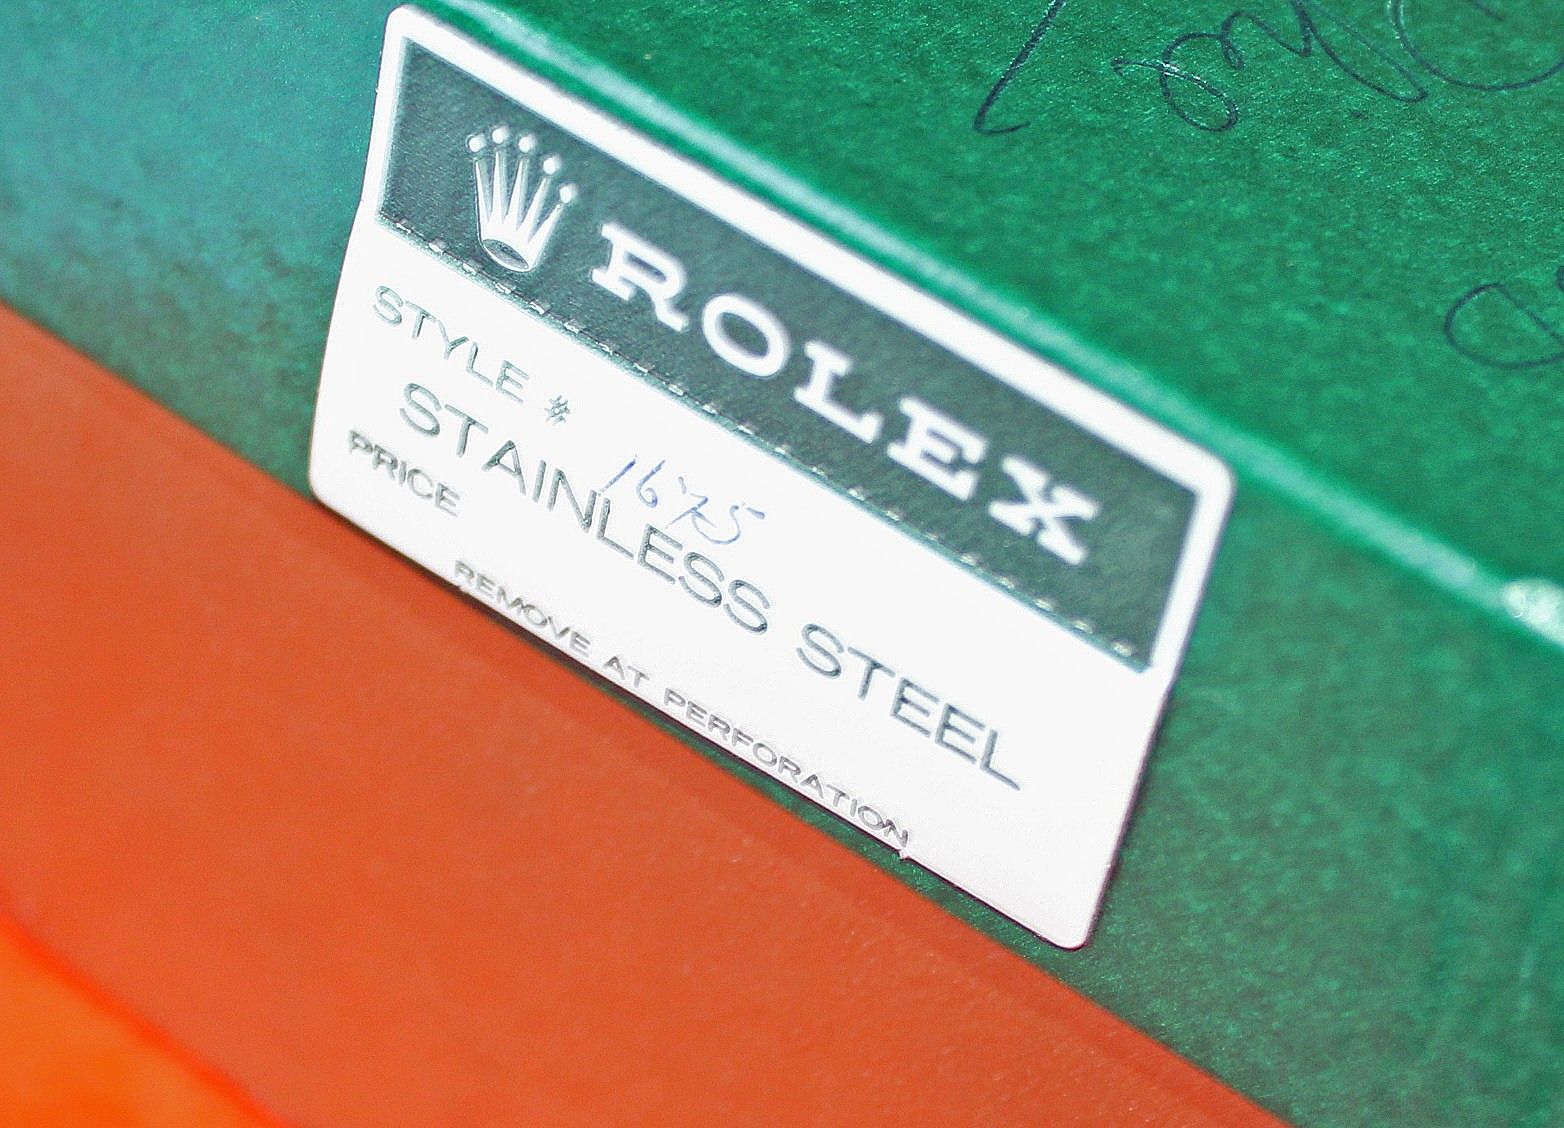 ROLEX
STYLE # 1675
STAINLESS STEEL
PRICE
REMOVE AT PERFORATION